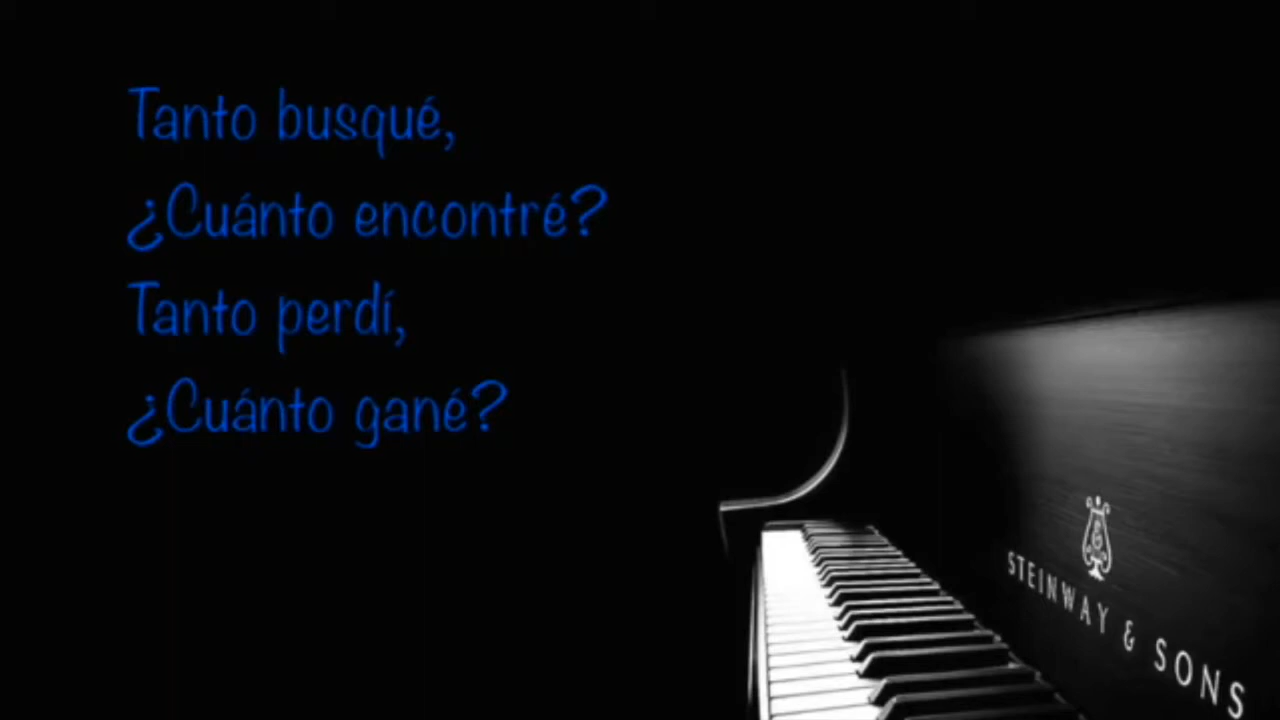 Tanto busqué,
¿Cuánto encontré?
Tanto perdí,
¿Cuánto gané?
STEINWAY & SONS